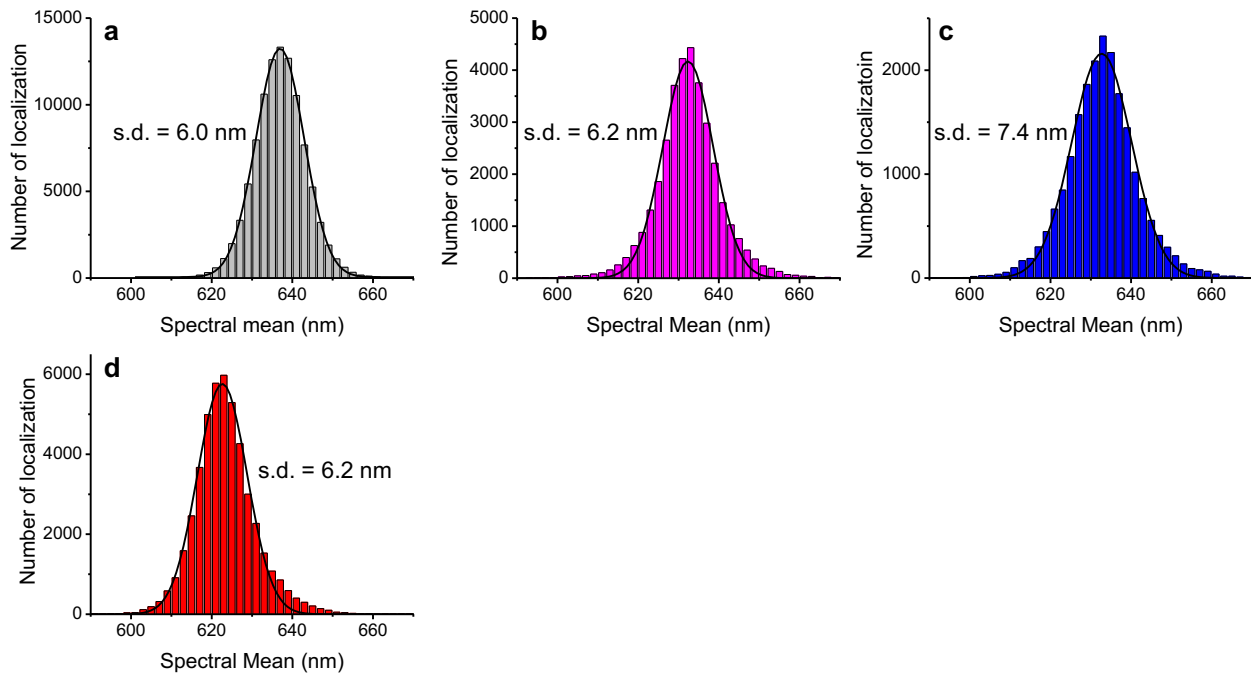 a
15000
10000
5000
0
Number of localization
s.d. = 6.0 nm
600 620 640 660
Spectral mean (nm)
b
5000
4000
3000
2000
1000
0
Number of localization
s.d. = 6.2 nm
600 620 640 660
Spectral Mean (nm)
c
2000
1000
0
Number of localizatoin
s.d. = 7.4 nm
600 620 640 660
Spectral Mean (nm)
d
6000
4000
2000
0
Number of localization
s.d. = 6.2 nm
600 620 640 660
Spectral Mean (nm)